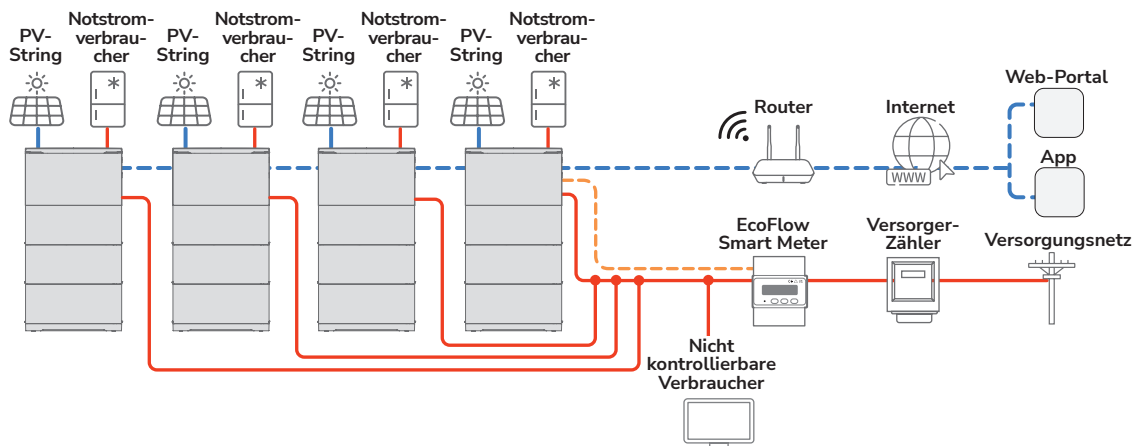 PV-
String
Notstrom-
verbrau-
cher
PV-
String
Notstrom-
verbrau-
cher
PV-
String
Notstrom-
verbrau-
cher
PV-
String
Notstrom-
verbrau-
cher
Router
Internet
WWW
Web-Portal
App
EcoFlow
Smart Meter
Versorger-
Zähler
Versorgungsnetz
Nicht
kontrollierbare
Verbraucher